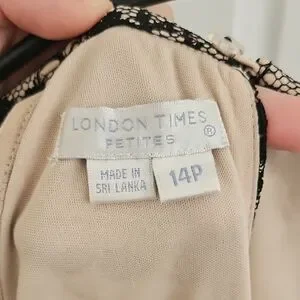 LONDON TIMES
PETITES ®
MADE IN
SRI LANKA
14P